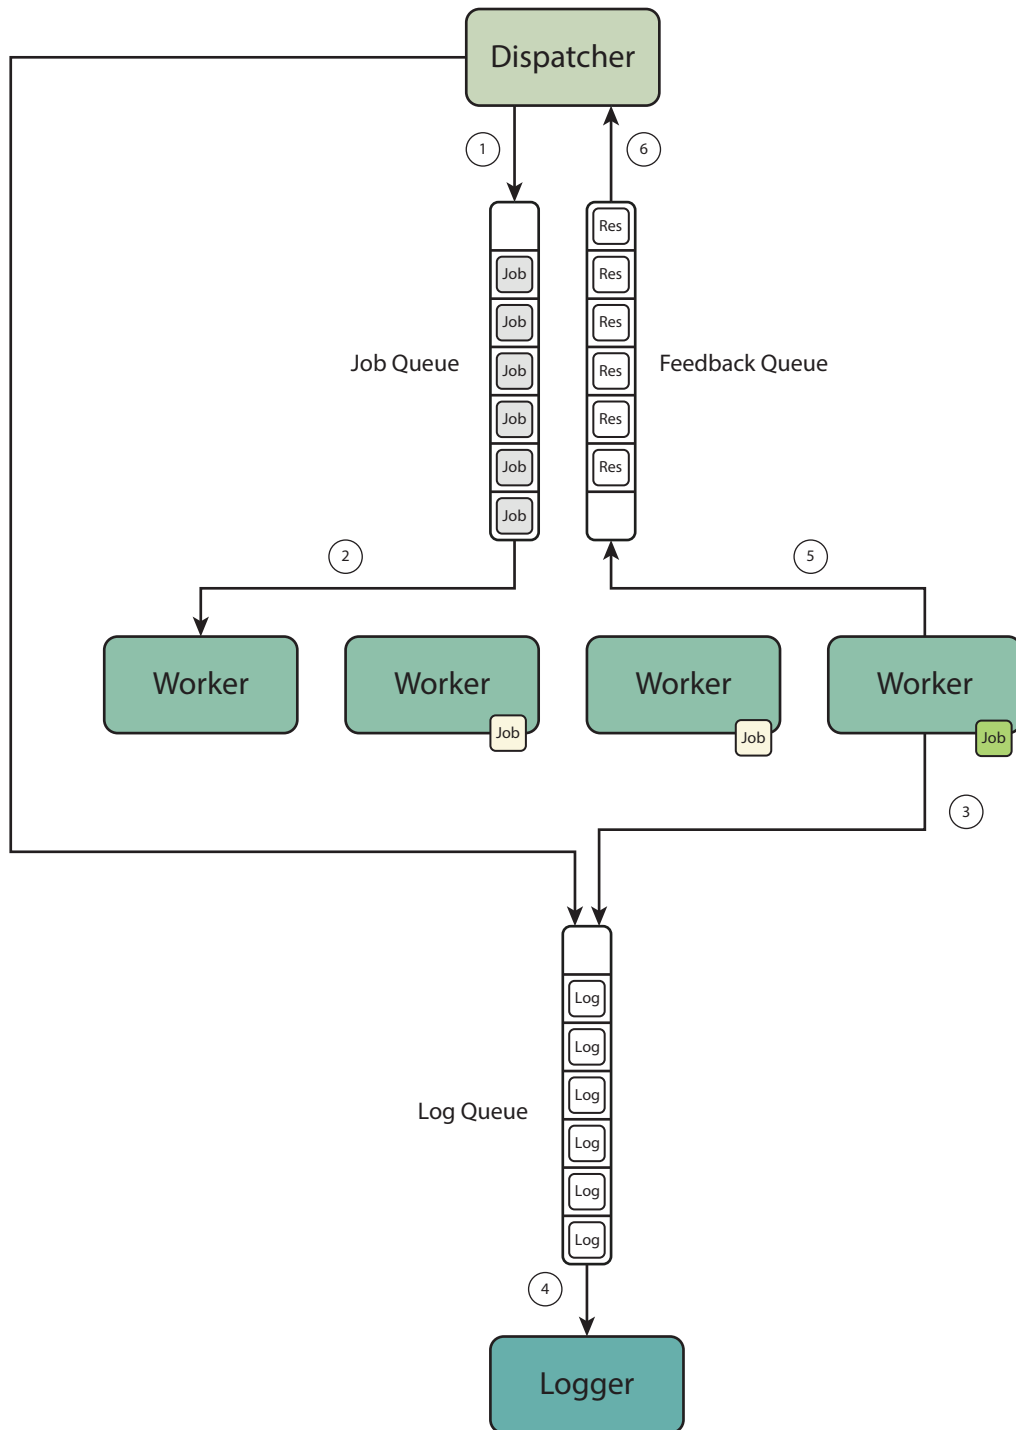 Dispatcher
1
6
Res
Job
Res
Job
Res
Job Queue
Job
Res
Feedback Queue
Job
Res
Job
Res
Job
2
5
Worker
Worker
Worker
Worker
Job
Job
Job
3
Log
Log
Log
Log Queue
Log
Log
Log
4
Logger